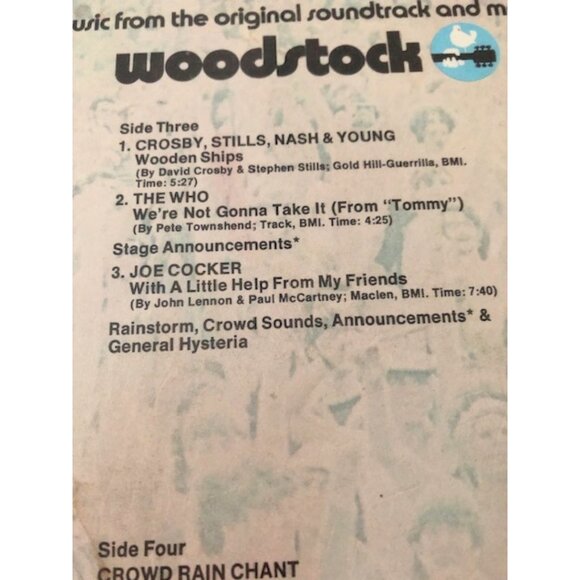 music from the original soundtrack and m
woodstock
Side Three
1. CROSBY, STILLS, NASH & YOUNG
Wooden Ships
(By David Crosby & Stephen Stills; Gold Hill-Guerrilla, BMI.
Time: 5:27)
2. THE WHO
We're Not Gonna Take It (From "Tommy")
(By Pete Townshend; Track, BMI. Time: 4:25)
Stage Announcements*
3. JOE COCKER
With A Little Help From My Friends
(By John Lennon & Paul McCartney; Maclen, BMI. Time: 7:40)
Rainstorm, Crowd Sounds, Announcements* &
General Hysteria
Side Four
CROWD RAIN CHANT